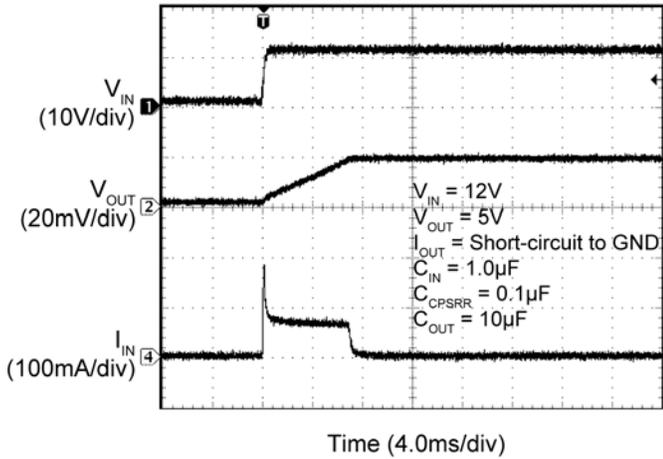 T
V_IN
(10V/div)
1
V_OUT
(20mV/div)
2
V_IN = 12V
V_OUT = 5V
I_OUT = Short-circuit to GND
C_IN = 1.0µF
C_CPSRR = 0.1µF
C_OUT = 10µF
I_IN
(100mA/div)
4
Time (4.0ms/div)